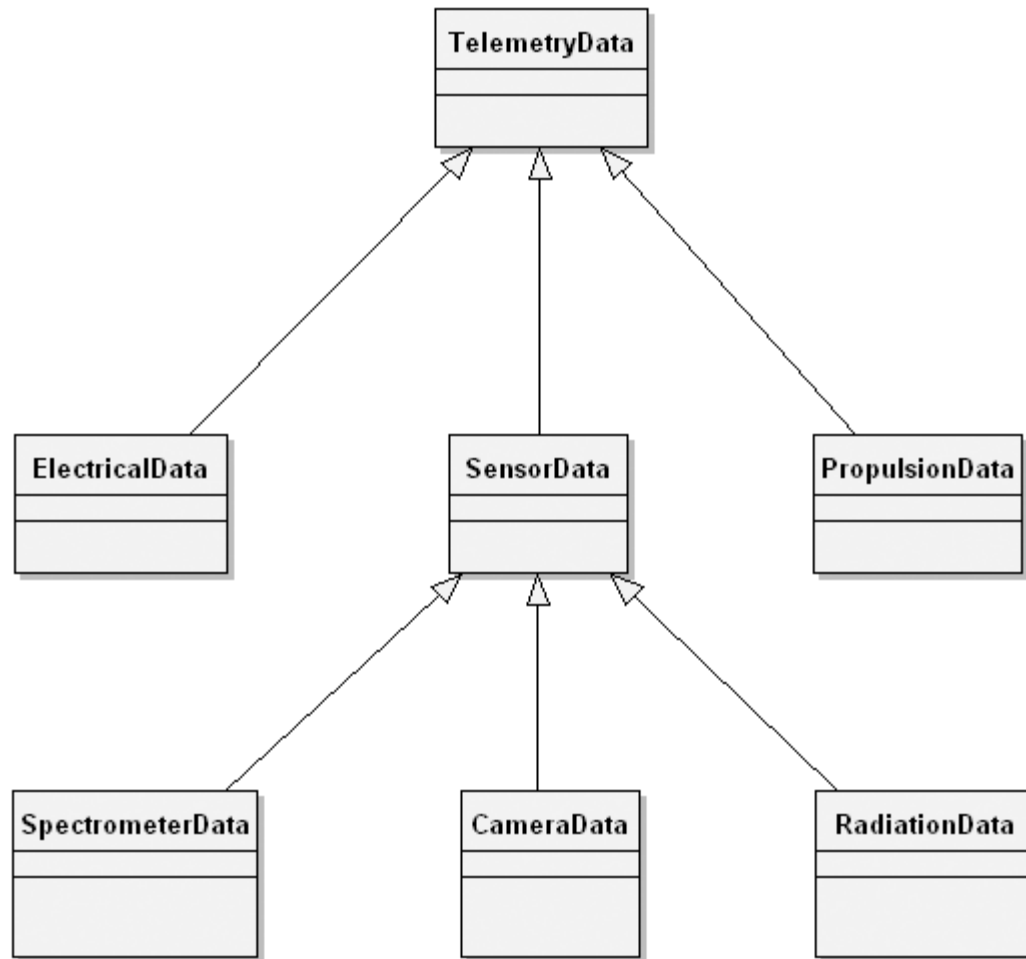 TelemetryData
ElectricalData
SensorData
PropulsionData
SpectrometerData
CameraData
RadiationData